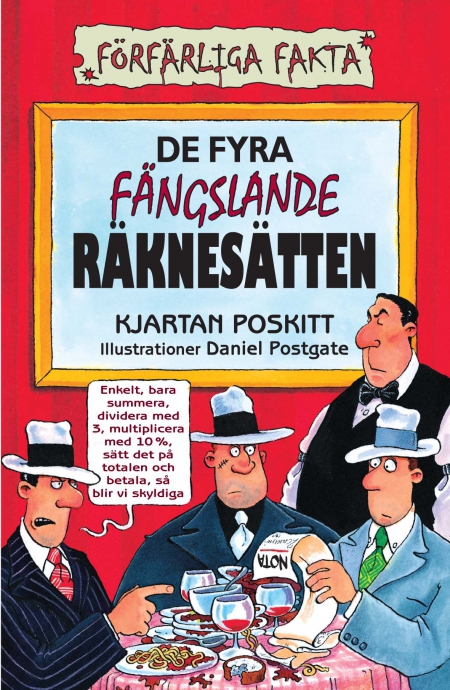 FÖRFÄRLIGA FAKTA
DE FYRA
FÄNGSLANDE
RÄKNESÄTTEN
KJARTAN POSKITT
Illustrationer Daniel Postgate
Enkelt, bara
summera,
dividera med
3, multiplicera
med 10%,
sätt det på
totalen och
betala, så
blir vi skyldiga
NOTA